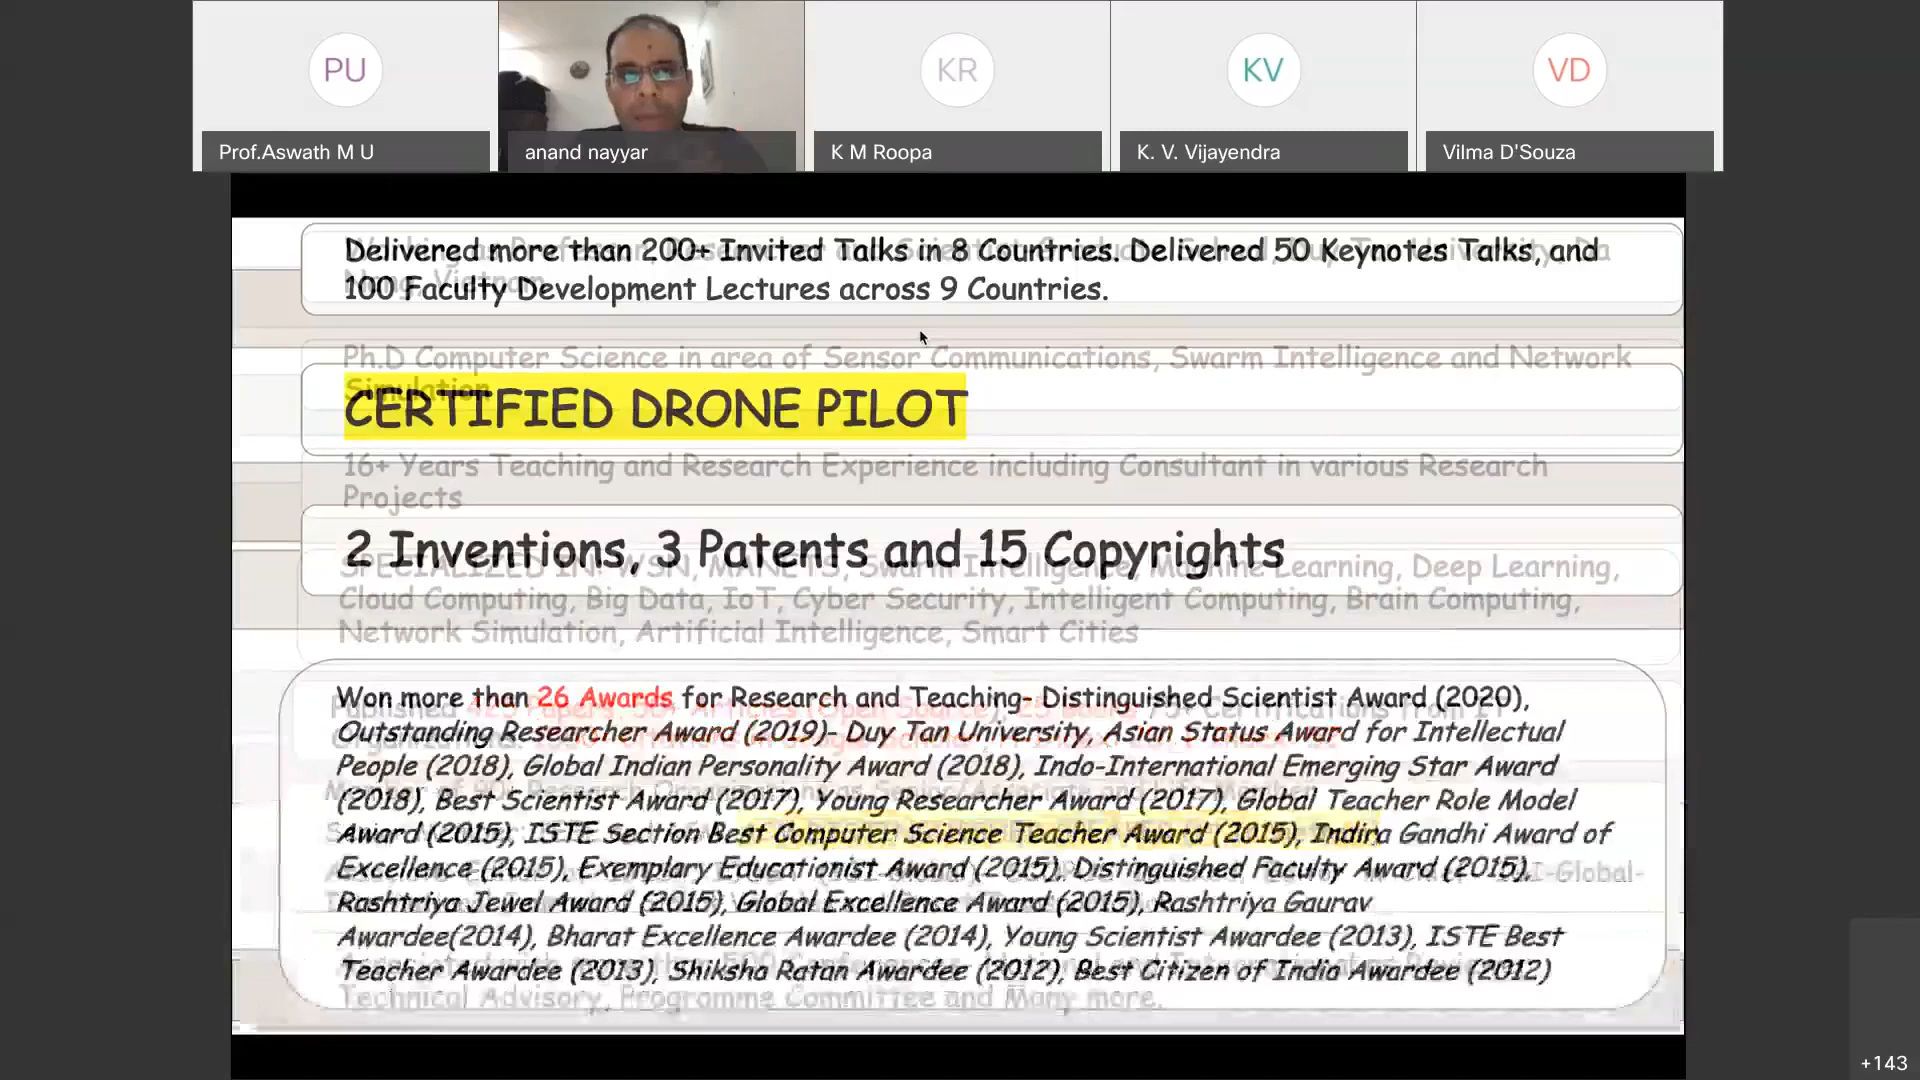 PU
KR
KV
VD
Prof.Aswath M U
anand nayyar
K M Roopa
K. V. Vijayendra
Vilma D'Souza
Delivered more than 200+ Invited Talks in 8 Countries. Delivered 50 Keynotes Talks, and
100 Faculty Development Lectures across 9 Countries.
Ph.D Computer Science in area of Sensor Communications, Swarm Intelligence and Network
Simulation
CERTIFIED DRONE PILOT
16+ Years Teaching and Research Experience including Consultant in various Research
Projects
2 Inventions, 3 Patents and 15 Copyrights
SPECIALIZED IN: WSN, MANETS, Swarm Intelligence, Machine Learning, Deep Learning,
Cloud Computing, Big Data, IoT, Cyber Security, Intelligent Computing, Brain Computing,
Network Simulation, Artificial Intelligence, Smart Cities
Won more than 26 Awards for Research and Teaching- Distinguished Scientist Award (2020),
Outstanding Researcher Award (2019)- Duy Tan University, Asian Status Award for Intellectual
People (2018), Global Indian Personality Award (2018), Indo-International Emerging Star Award
(2018), Best Scientist Award (2017), Young Researcher Award (2017), Global Teacher Role Model
Award (2015), ISTE Section Best Computer Science Teacher Award (2015), Indira Gandhi Award of
Excellence (2015), Exemplary Educationist Award (2015), Distinguished Faculty Award (2015),
Rashtriya Jewel Award (2015), Global Excellence Award (2015), Rashtriya Gaurav
Awardee(2014), Bharat Excellence Awardee (2014), Young Scientist Awardee (2013), ISTE Best
Teacher Awardee (2013), Shiksha Ratan Awardee (2012), Best Citizen of India Awardee (2012)
Technical Advisory, Programme Committee and Many more.
+143